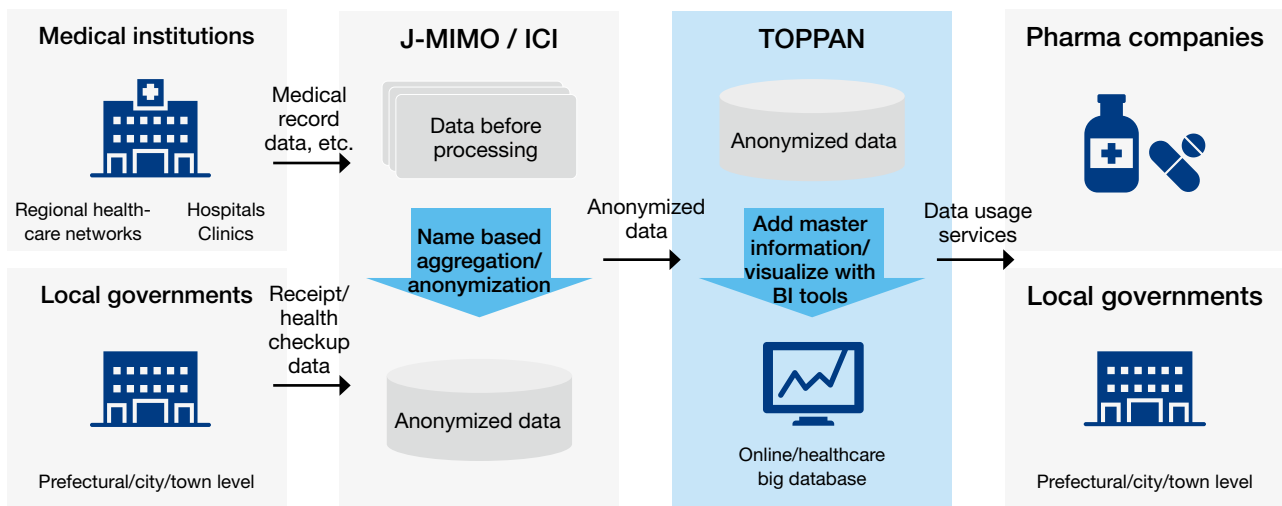 Medical institutions
Regional health-
care networks
Hospitals
Clinics
Local governments
Prefectural/city/town level
Medical
record
data, etc.
Receipt/
health
checkup
data
J-MIMO / ICI
Data before
processing
Name based
aggregation/
anonymization
Anonymized data
Anonymized
data
TOPPAN
Anonymized data
Add master
information/
visualize with
BI tools
Online/healthcare
big database
Data usage
services
Pharma companies
Local governments
Prefectural/city/town level